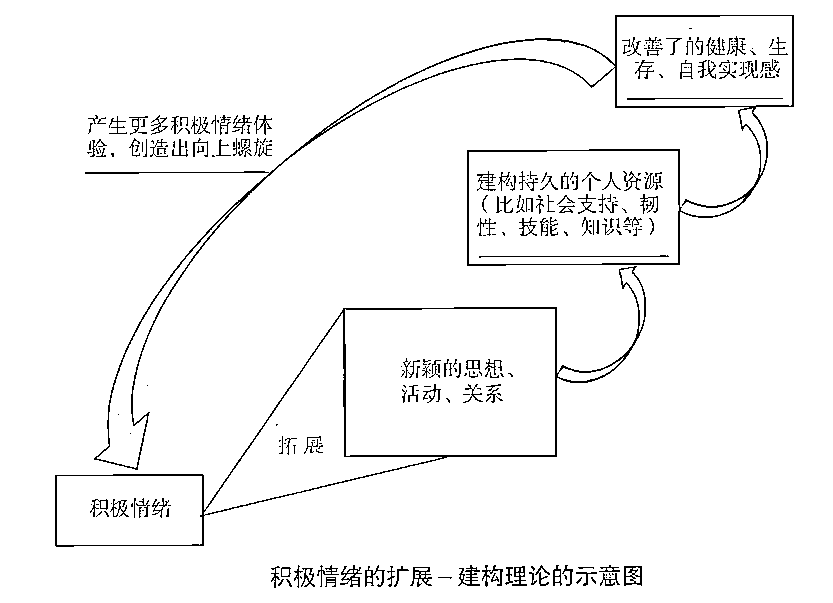 改善了的健康、生
存、自我实现感
产生更多积极情绪体
验，创造出向上螺旋
建构持久的个人资源
（比如社会支持、韧
性、技能、知识等）
新颖的思想、
活动、关系
拓展
积极情绪
积极情绪的扩展－建构理论的示意图